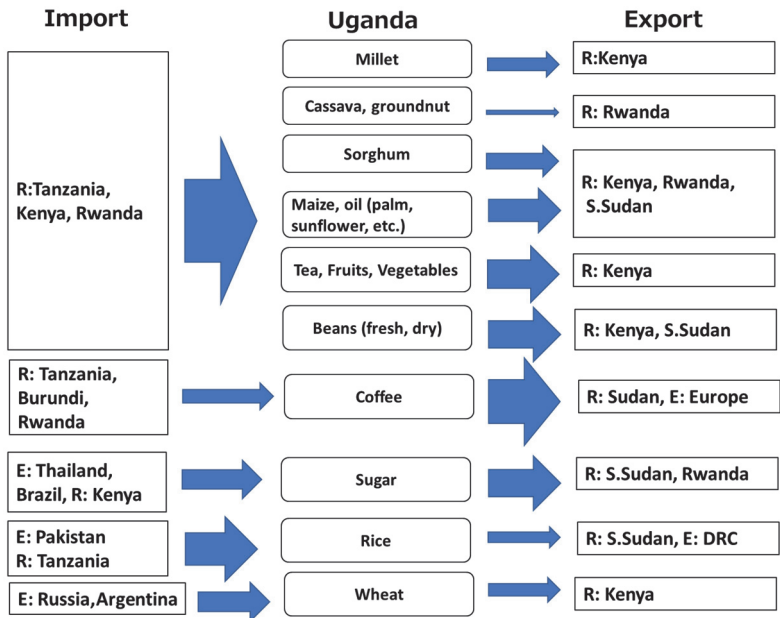 Import
Uganda
Export
R:Tanzania,
Kenya, Rwanda
Millet
R:Kenya
Cassava, groundnut
R: Rwanda
Sorghum
Maize, oil (palm,
sunflower, etc.)
R: Kenya, Rwanda,
S.Sudan
Tea, Fruits, Vegetables
R: Kenya
Beans (fresh, dry)
R: Kenya, S.Sudan
R: Tanzania,
Burundi,
Rwanda
Coffee
R: Sudan, E: Europe
E: Thailand,
Brazil, R: Kenya
Sugar
R: S.Sudan, Rwanda
E: Pakistan
R: Tanzania
Rice
R: S.Sudan, E: DRC
E: Russia,Argentina
Wheat
R: Kenya